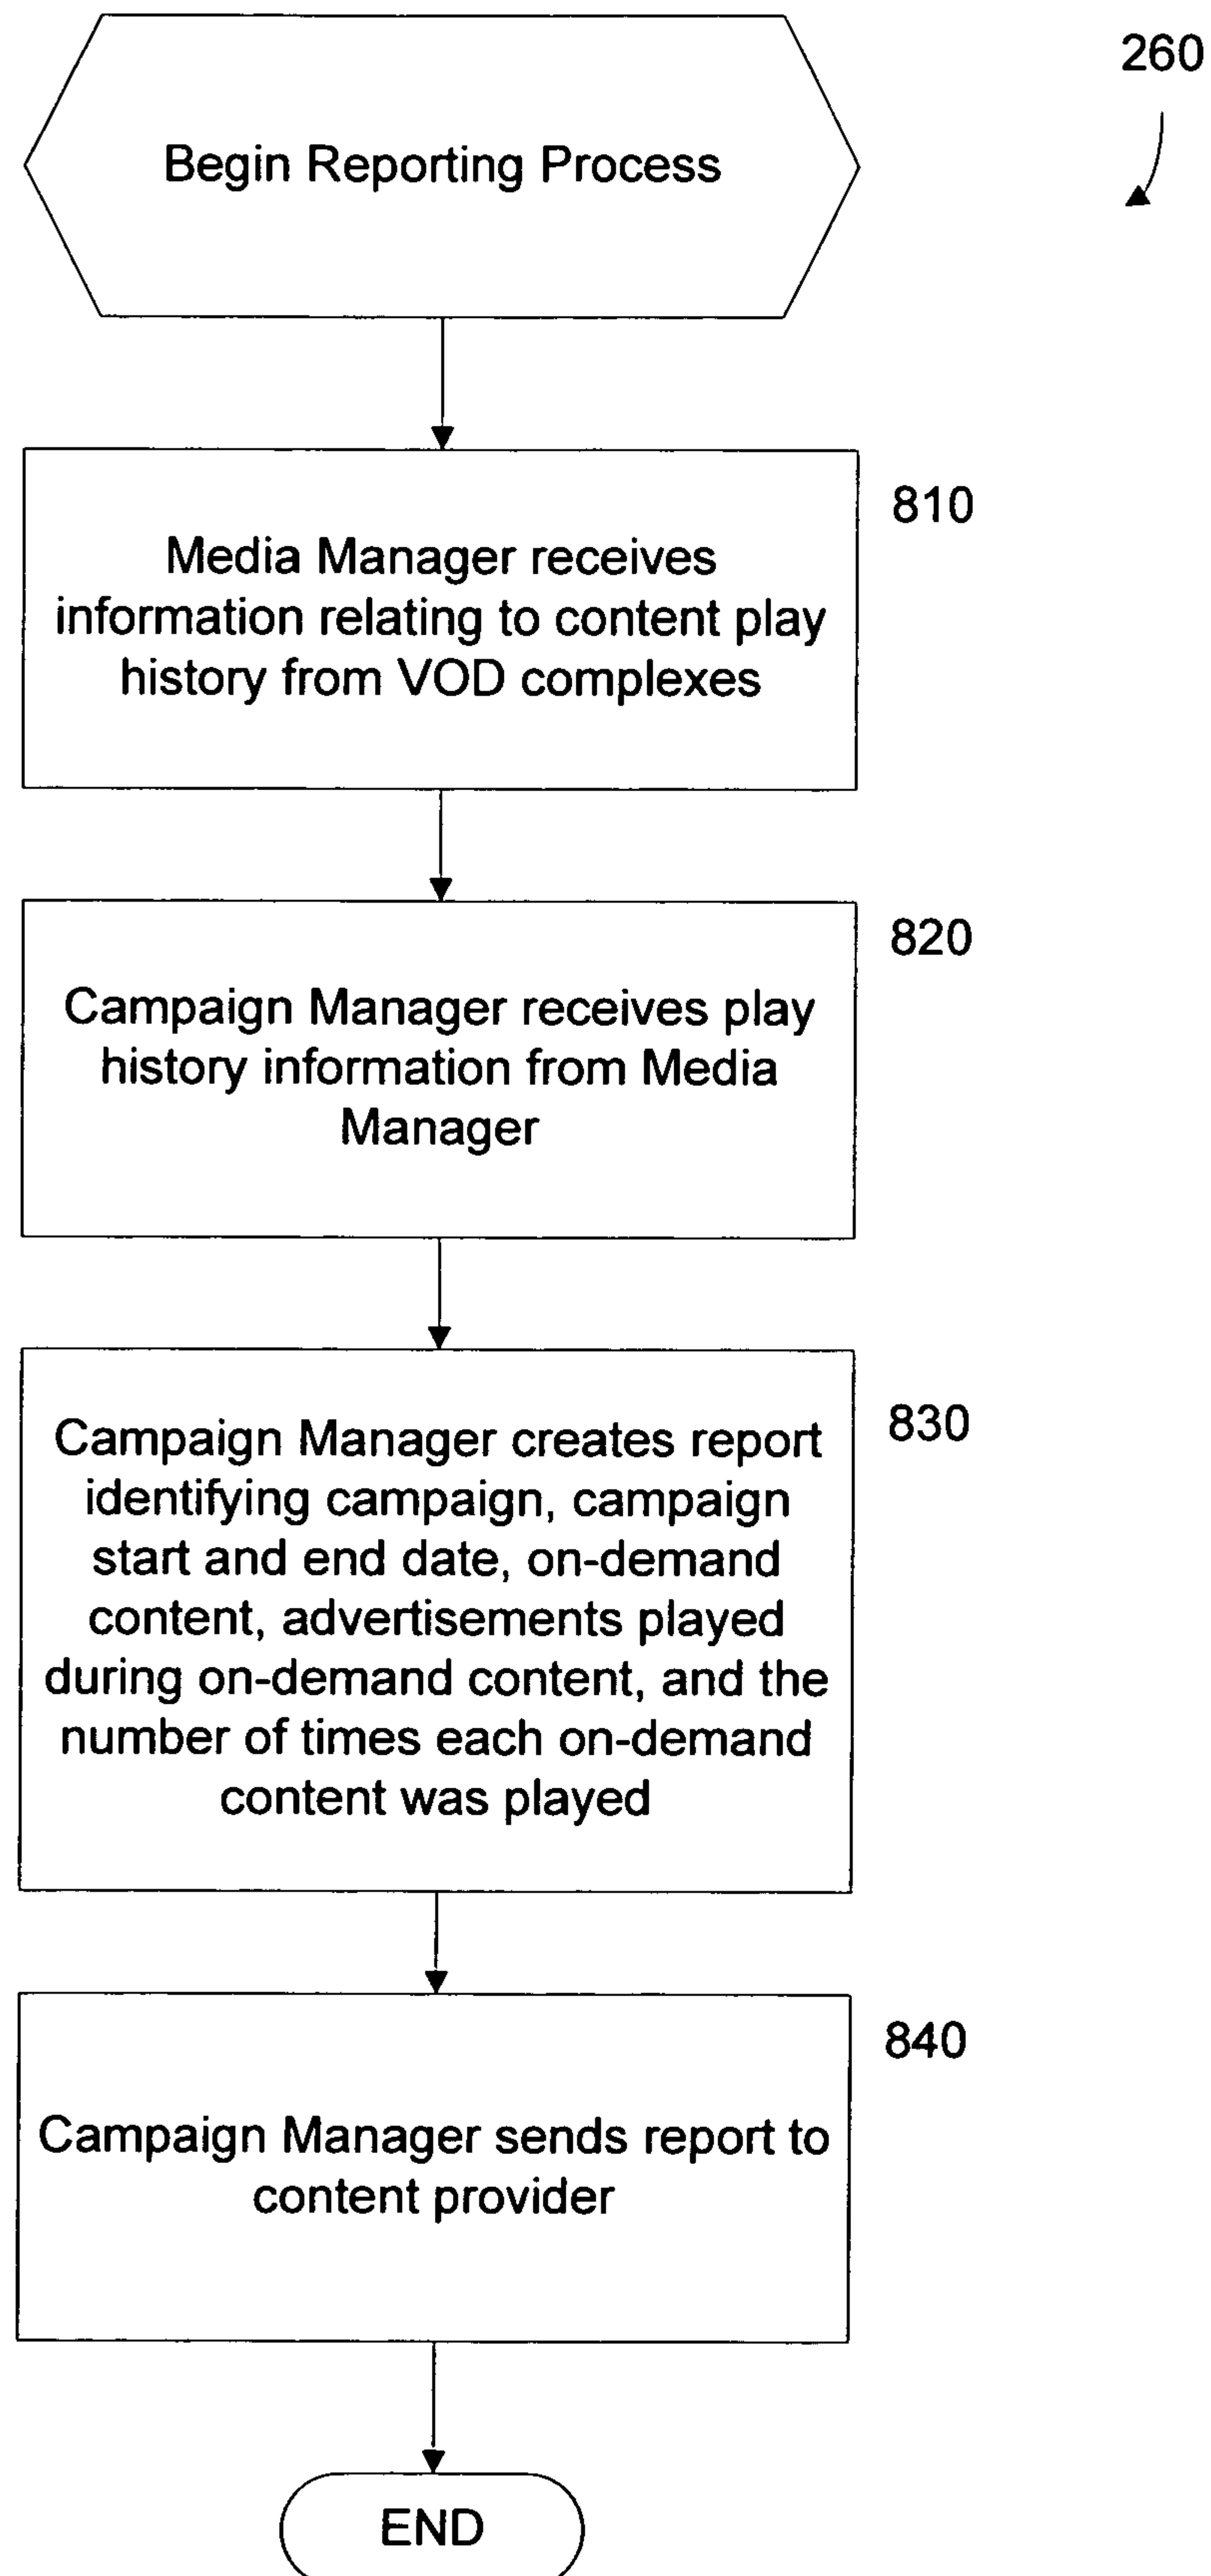 260
Begin Reporting Process
810
Media Manager receives
information relating to content play
history from VOD complexes
820
Campaign Manager receives play
history information from Media
Manager
830
Campaign Manager creates report
identifying campaign, campaign
start and end date, on-demand
content, advertisements played
during on-demand content, and the
number of times each on-demand
content was played
840
Campaign Manager sends report to
content provider
END